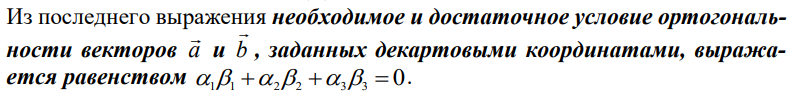 Из последнего выражения необходимое и достаточное условие ортогональ-
ности векторов a⃗ и b⃗ , заданных декартовыми координатами, выража-
ется равенством α₁β₁ + α₂β₂ + α₃β₃ = 0.